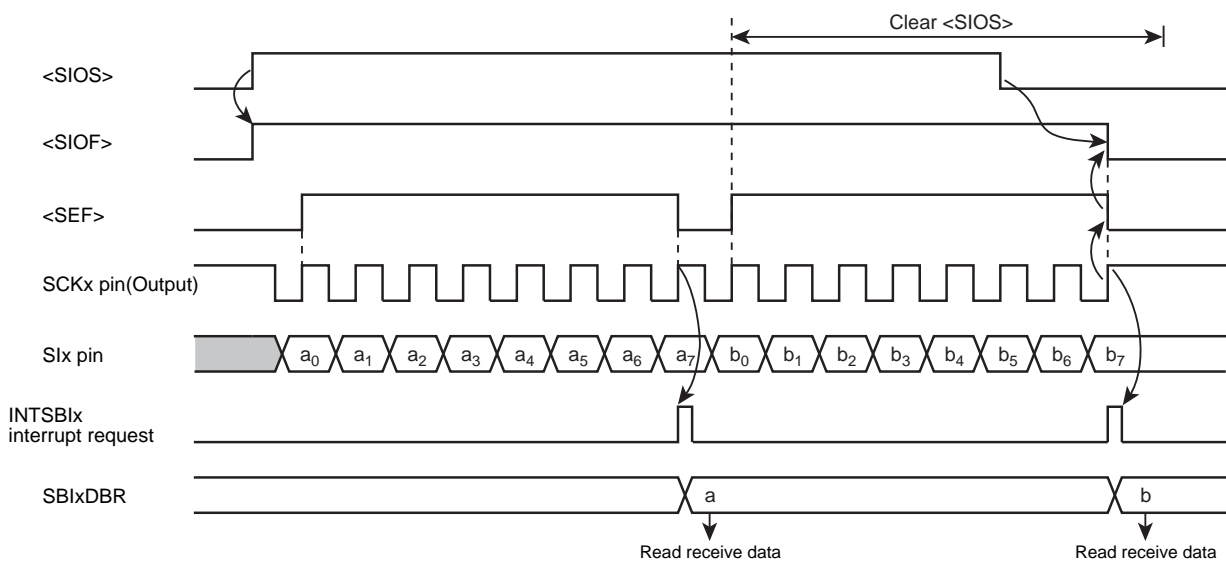 Clear <SIOS>
<SIOS>
<SIOF>
<SEF>
SCKx pin(Output)
SIx pin
a0 a1 a2 a3 a4 a5 a6 a7 b0 b1 b2 b3 b4 b5 b6 b7
INTSBIx
interrupt request
SBIxDBR
a b
Read receive data Read receive data